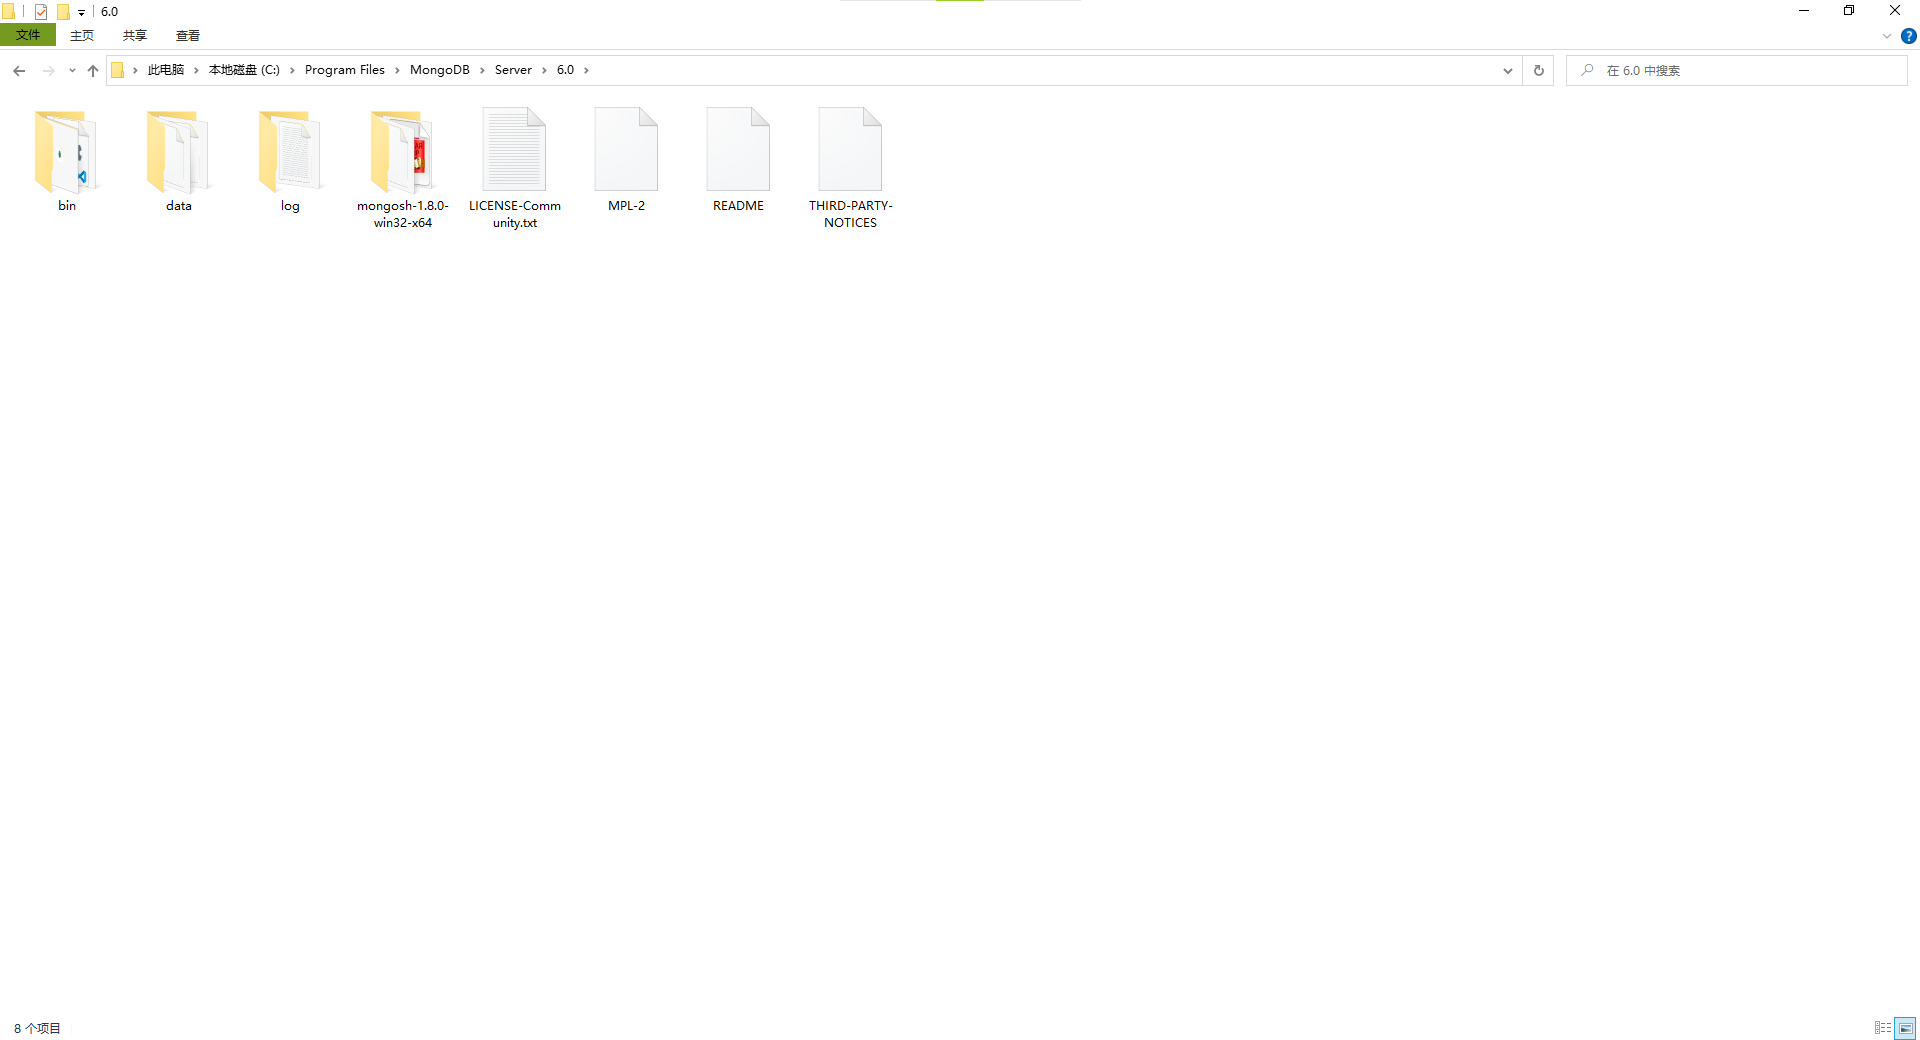 6.0
文件 主页 共享 查看
此电脑 本地磁盘 (C:) Program Files MongoDB Server 6.0 在 6.0 中搜索
bin
data
log
mongosh-1.8.0-
win32-x64
LICENSE-Comm
unity.txt
MPL-2
README
THIRD-PARTY-
NOTICES
8 个项目